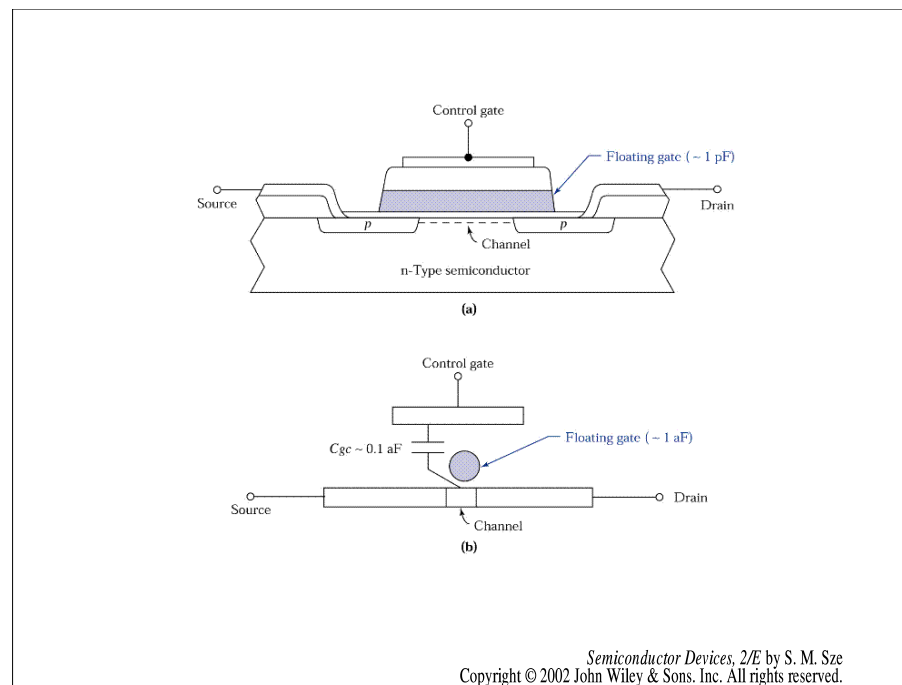 Control gate
Floating gate (~ 1 pF)
Source
Drain
p
p
Channel
n-Type semiconductor
(a)
Control gate
Cgc ~ 0.1 aF
Floating gate (~ 1 aF)
Source
Drain
Channel
(b)
Semiconductor Devices, 2/E by S. M. Sze
Copyright © 2002 John Wiley & Sons. Inc. All rights reserved.